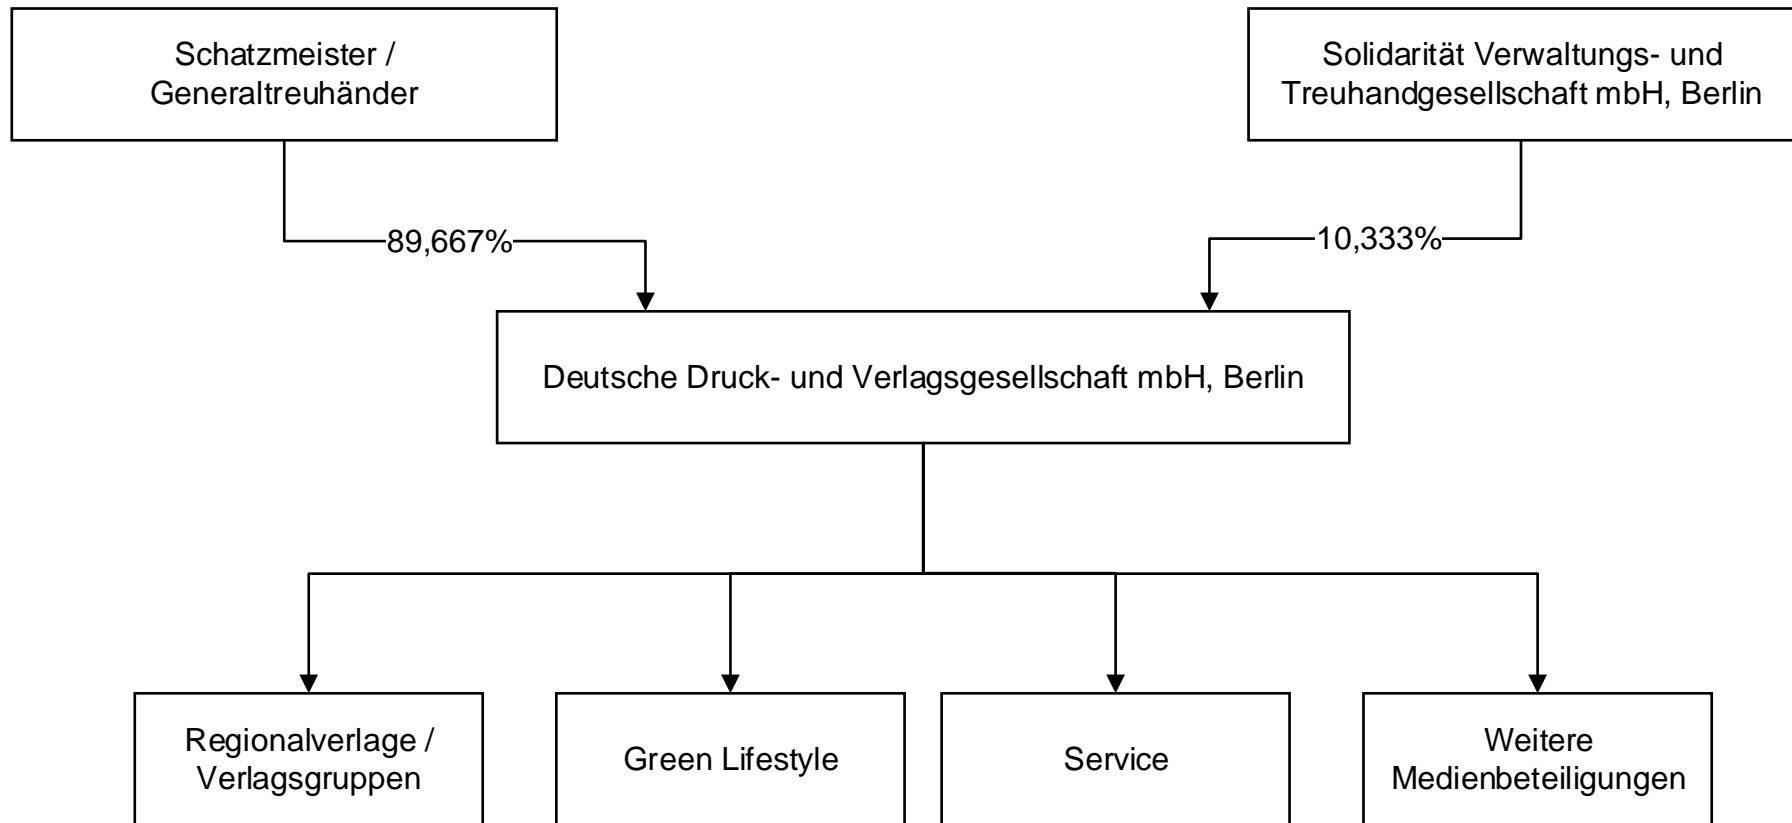 Schatzmeister /
Generaltreuhänder
Solidarität Verwaltungs- und
Treuhandgesellschaft mbH, Berlin
89,667%
10,333%
Deutsche Druck- und Verlagsgesellschaft mbH, Berlin
Regionalverlage /
Verlagsgruppen
Green Lifestyle
Service
Weitere
Medienbeteiligungen